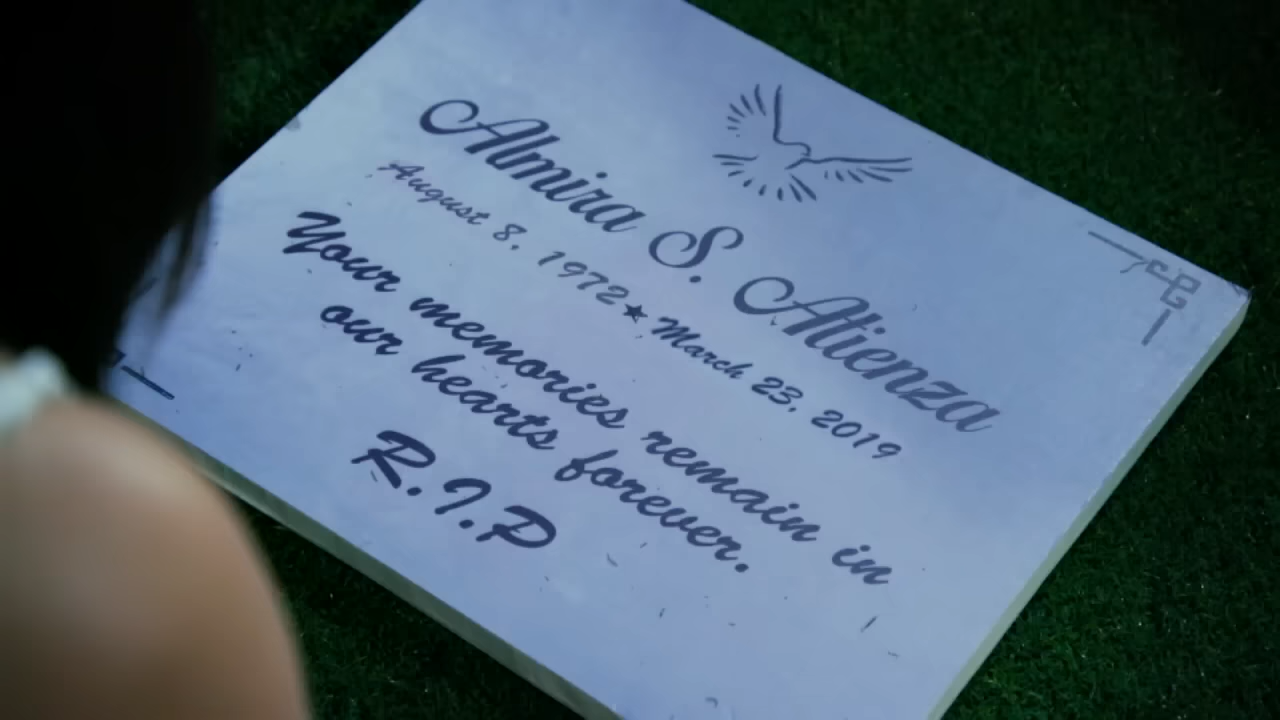 Almira S. Atienza
August 8, 1972★March 23, 2019
Your memories remain in
our hearts forever.
R.I.P